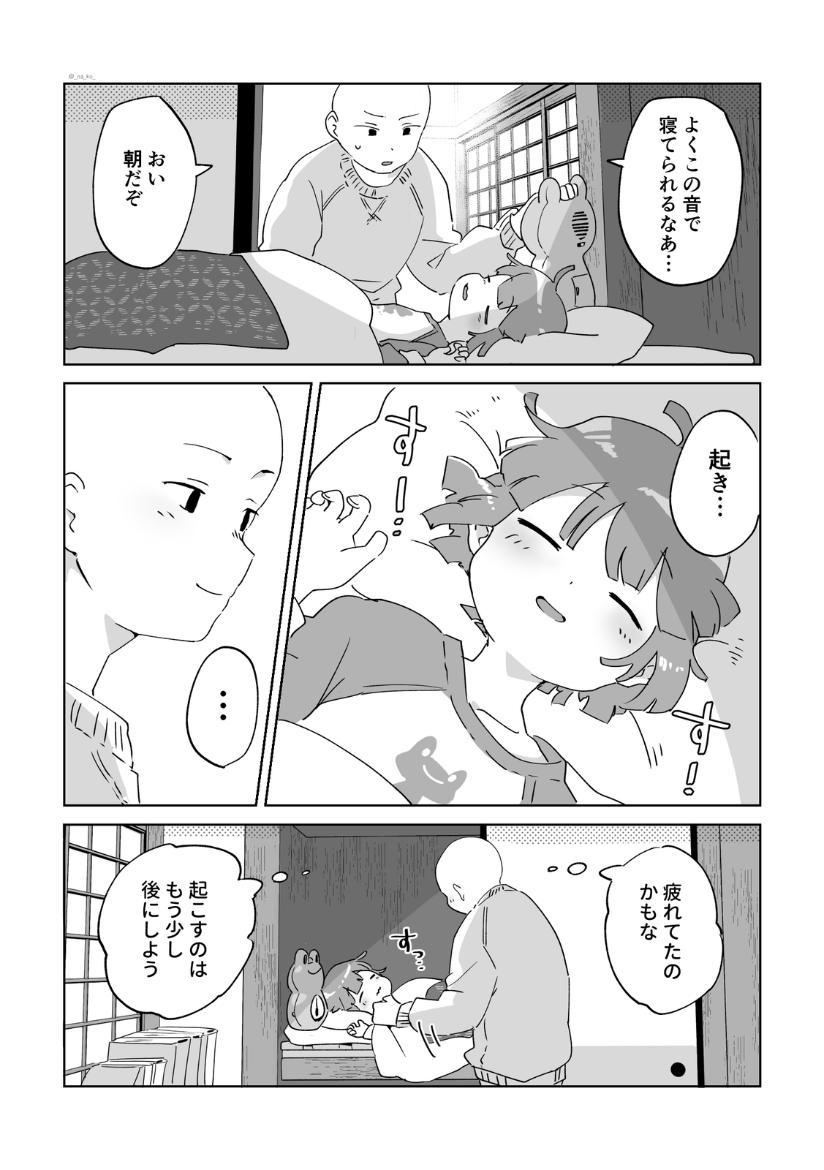 @_na_ko_
よくこの音で
寝てられるなあ…
おい
朝だぞ
起き…
すー…
すー
…
疲れてたの
かもな
すっ…
起こすのは
もう少し
後にしよう